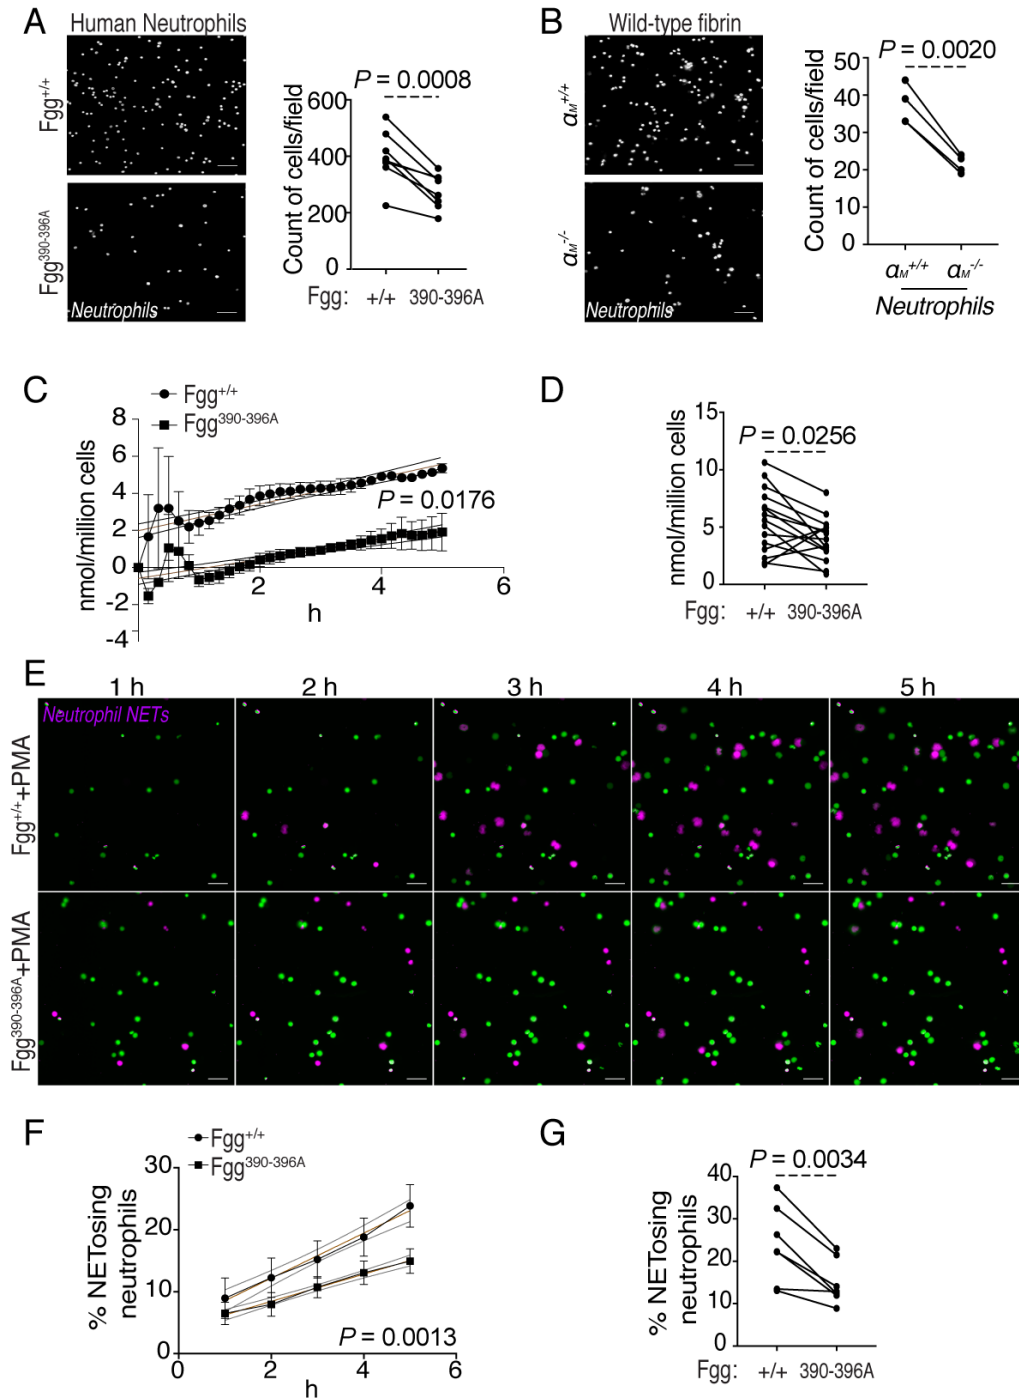 A
Human Neutrophils
Fgg+/+
Fgg390-396A
Neutrophils
P = 0.0008
Count of cells/field
600
400
200
0
Fgg: +/+ 390-396A
B
Wild-type fibrin
αM+/+
αM-/-
Neutrophils
P = 0.0020
Count of cells/field
50
40
30
20
10
0
αM+/+ αM-/-
Neutrophils
C
Fgg+/+
Fgg390-396A
nmol/million cells
8
6
4
2
0
-2
-4
P = 0.0176
2 4 6
h
D
nmol/million cells
15
10
5
0
P = 0.0256
Fgg: +/+ 390-396A
E
1 h 2 h 3 h 4 h 5 h
Neutrophil NETs
Fgg+/++PMA
Fgg390-396A+PMA
F
Fgg+/+
Fgg390-396A
% NETosing
neutrophils
30
20
10
0
P = 0.0013
0 2 4 6
h
G
P = 0.0034
% NETosing
neutrophils
40
30
20
10
0
Fgg: +/+ 390-396A